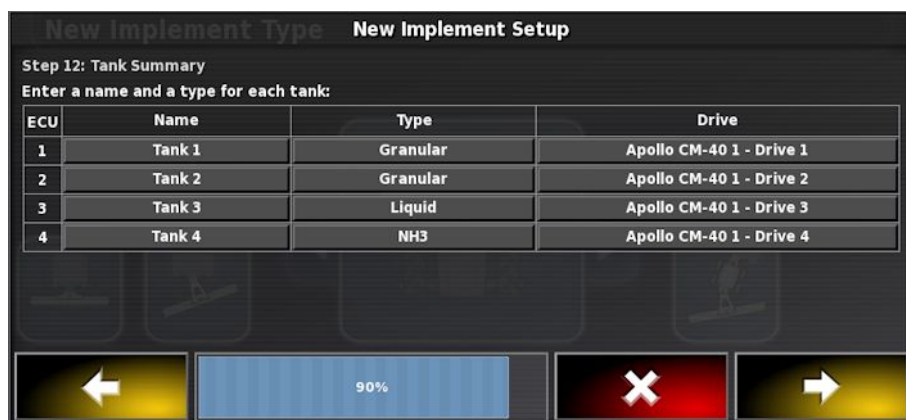 New Implement Type
New Implement Setup
Step 12: Tank Summary
Enter a name and a type for each tank:
ECU Name Type Drive
1 Tank 1 Granular Apollo CM-40 1 - Drive 1
2 Tank 2 Granular Apollo CM-40 1 - Drive 2
3 Tank 3 Liquid Apollo CM-40 1 - Drive 3
4 Tank 4 NH3 Apollo CM-40 1 - Drive 4
90%